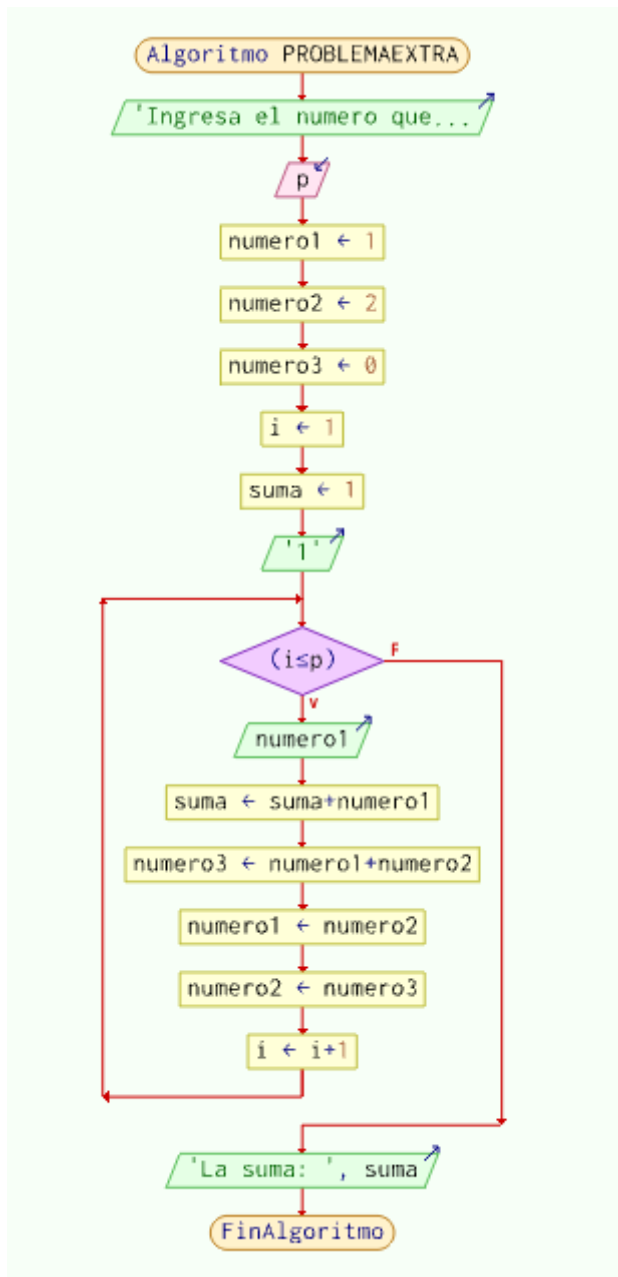 Algoritmo PROBLEMAEXTRA
'Ingresa el numero que...
p
numero1 ← 1
numero2 ← 2
numero3 ← 0
i ← 1
suma ← 1
'1'
(i≤p)
F
V
numero1
suma ← suma+numero1
numero3 ← numero1+numero2
numero1 ← numero2
numero2 ← numero3
i ← i+1
'La suma: ', suma
FinAlgoritmo